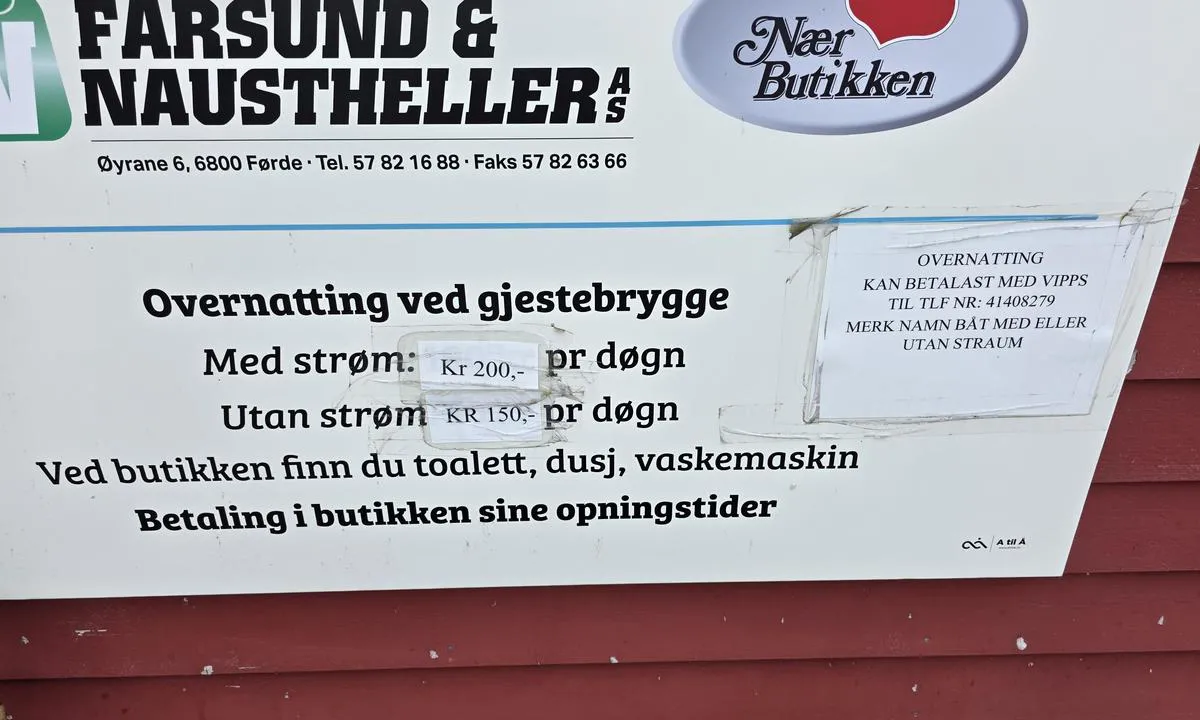 FARSUND &
NAUSTHELLER AS
Øyrane 6, 6800 Førde · Tel. 57 82 16 88 · Faks 57 82 63 66
Nær
Butikken
Overnatting ved gjestebrygge
Med strøm: Kr 200,- pr døgn
Utan strøm KR 150,- pr døgn
Ved butikken finn du toalett, dusj, vaskemaskin
Betaling i butikken sine opningstider
OVERNATTING
KAN BETALAST MED VIPPS
TIL TLF NR: 41408279
MERK NAMN BÅT MED ELLER
UTAN STRAUM
A til Å